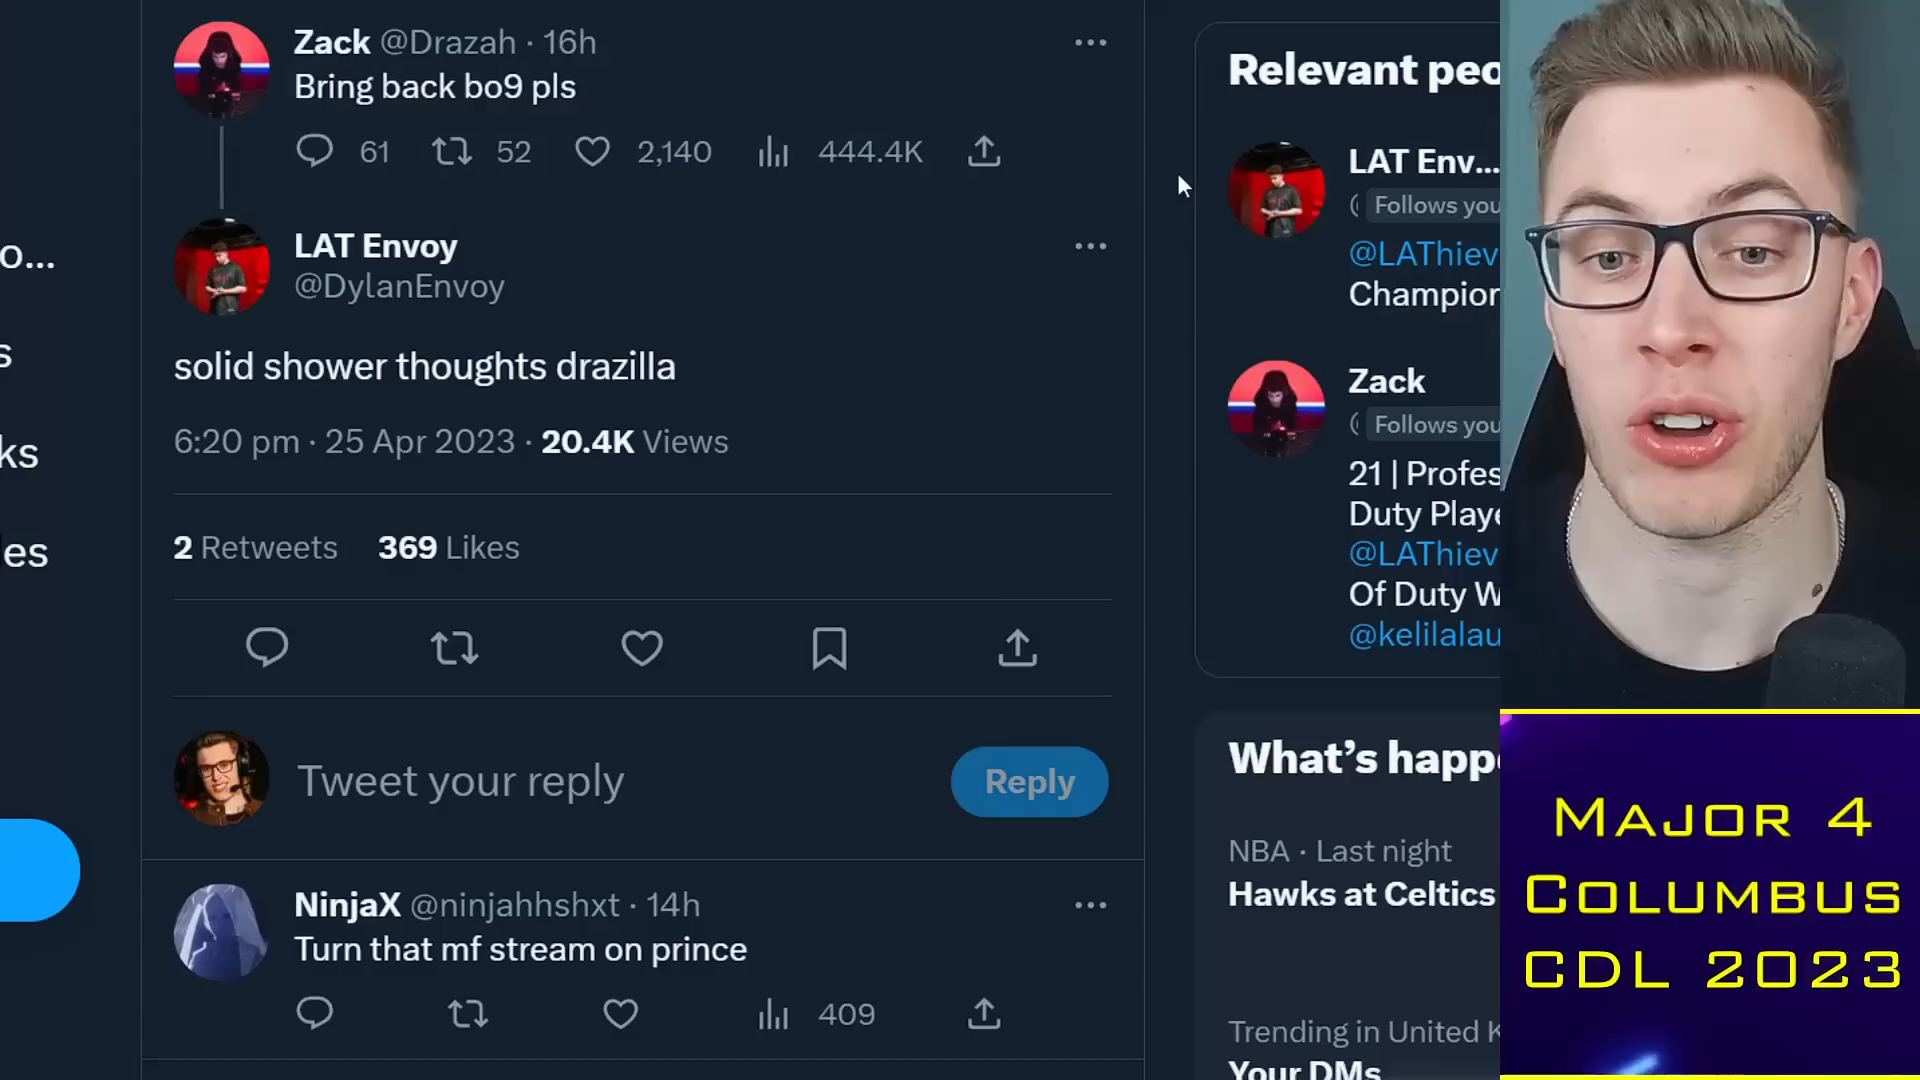 Zack @Drazah · 16h
Bring back bo9 pls
61 52 2,140 444.4K
LAT Envoy
@DylanEnvoy
solid shower thoughts drazilla
6:20 pm · 25 Apr 2023 · 20.4K Views
2 Retweets 369 Likes
Tweet your reply
Reply
NinjaX @ninjahhshxt · 14h
Turn that mf stream on prince
409
o...
s
ks
es
Relevant peo
LAT Env...
Follows you
@LAThiev
Champion
Zack
Follows you
21 | Profes
Duty Playe
@LAThiev
Of Duty W
@kelilalau
What's happe
NBA · Last night
Hawks at Celtics
Trending in United K
Your DMs
MAJOR 4
COLUMBUS
CDL 2023